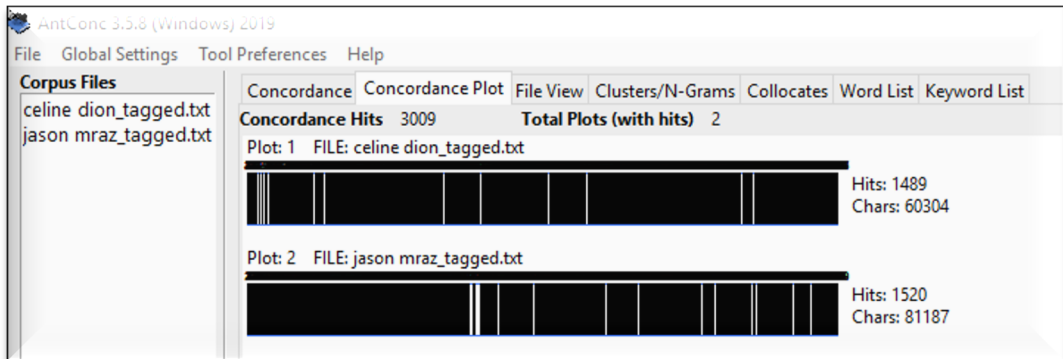 AntConc 3.5.8 (Windows) 2019
File Global Settings Tool Preferences Help
Corpus Files
celine dion_tagged.txt
jason mraz_tagged.txt
Concordance Concordance Plot File View Clusters/N-Grams Collocates Word List Keyword List
Concordance Hits 3009 Total Plots (with hits) 2
Plot: 1 FILE: celine dion_tagged.txt
Hits: 1489
Chars: 60304
Plot: 2 FILE: jason mraz_tagged.txt
Hits: 1520
Chars: 81187